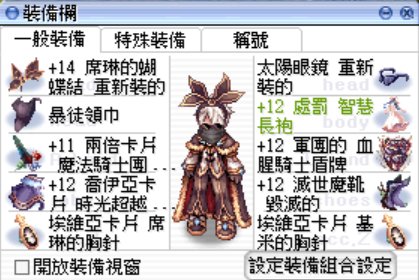 裝備欄
一般裝備
特殊裝備
稱號
+14 席琳的蝴
蝶結 重新裝的
暴徒領巾
+11 兩倍卡片
魔法騎士團...
+12 喬伊亞卡
片 時光超越...
埃維亞卡片 席
琳的胸針
太陽眼鏡 重新
裝的
+12 處罰 智慧
長袍
+12 軍團的 血
腥騎士盾牌
+12 滅世魔靴
毀滅的
埃維亞卡片 基
米的胸針
開放裝備視窗
設定裝備組合設定